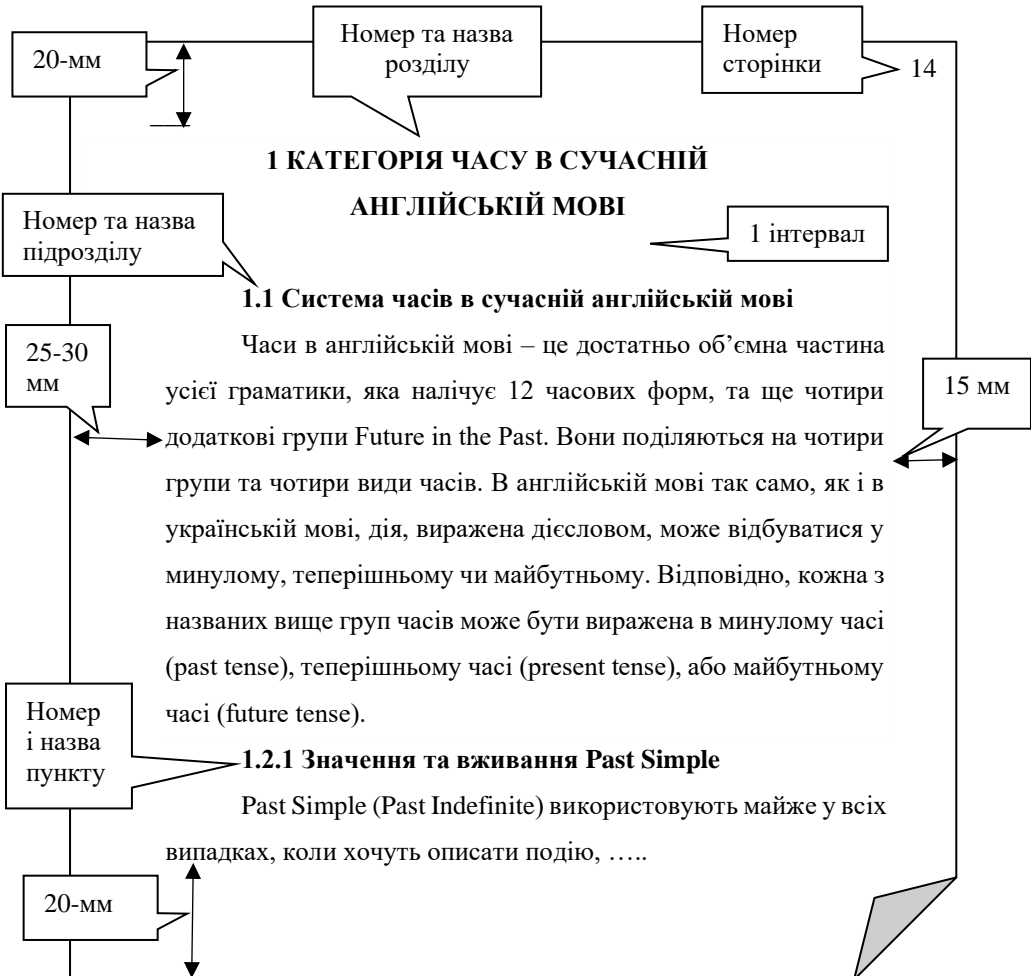 20-мм
Номер та назва
розділу
Номер
сторінки
14
1 КАТЕГОРІЯ ЧАСУ В СУЧАСНІЙ
АНГЛІЙСЬКІЙ МОВІ
Номер та назва
підрозділу
1 інтервал
1.1 Система часів в сучасній англійській мові
25-30
мм
Часи в англійській мові – це достатньо об’ємна частина
усієї граматики, яка налічує 12 часових форм, та ще чотири
додаткові групи Future in the Past. Вони поділяються на чотири
групи та чотири види часів. В англійській мові так само, як і в
українській мові, дія, виражена дієсловом, може відбуватися у
минулому, теперішньому чи майбутньому. Відповідно, кожна з
названих вище груп часів може бути виражена в минулому часі
(past tense), теперішньому часі (present tense), або майбутньому
часі (future tense).
15 мм
Номер
і назва
пункту
1.2.1 Значення та вживання Past Simple
Past Simple (Past Indefinite) використовують майже у всіх
випадках, коли хочуть описати подію, …..
20-мм